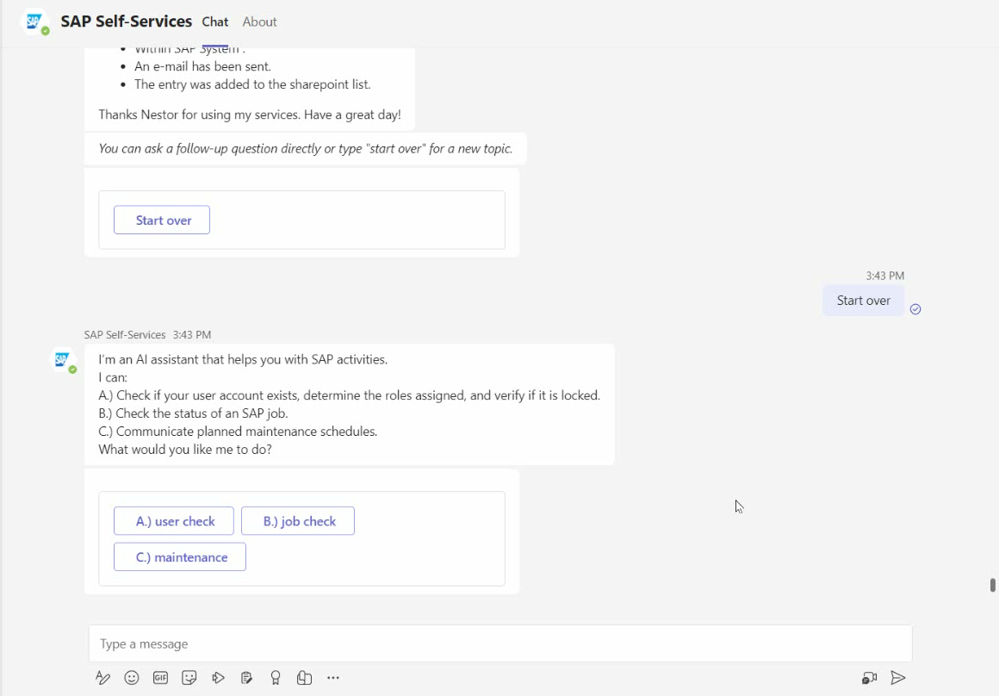 SAP SAP Self-Services Chat About
• Within SAP System .
• An e-mail has been sent.
• The entry was added to the sharepoint list.
Thanks Nestor for using my services. Have a great day!
You can ask a follow-up question directly or type "start over" for a new topic.
Start over
3:43 PM
Start over
SAP Self-Services 3:43 PM
SAP
I'm an AI assistant that helps you with SAP activities.
I can:
A.) Check if your user account exists, determine the roles assigned, and verify if it is locked.
B.) Check the status of an SAP job.
C.) Communicate planned maintenance schedules.
What would you like me to do?
A.) user check B.) job check
C.) maintenance
Type a message
GIF